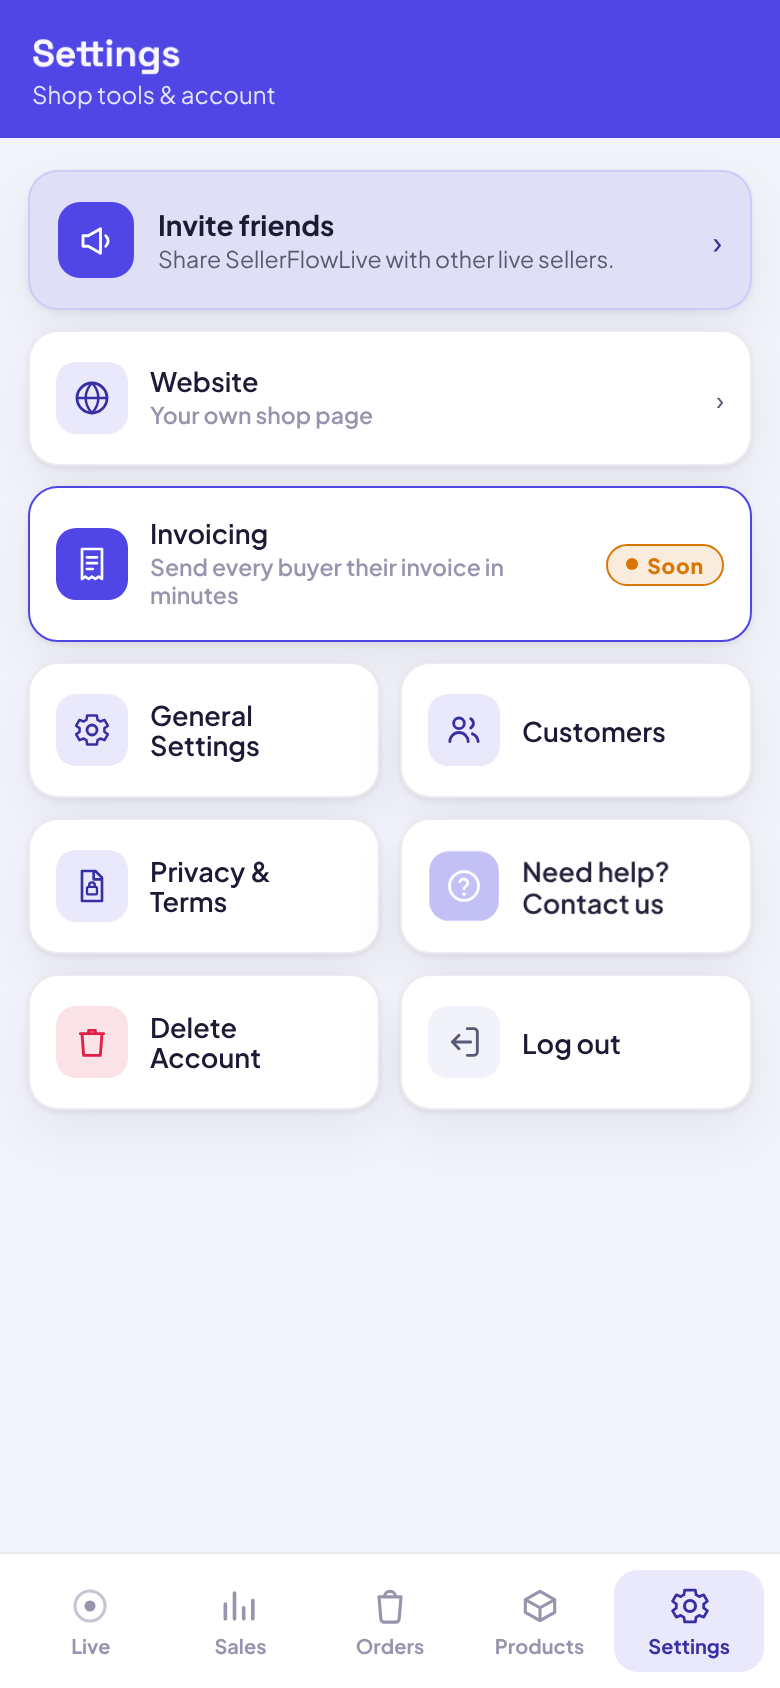 Settings
Shop tools & account
Invite friends
Share SellerFlowLive with other live sellers.
Website
Your own shop page
Invoicing
Send every buyer their invoice in
minutes
Soon
General
Settings
Customers
Privacy &
Terms
Need help?
Contact us
Delete
Account
Log out
Live
Sales
Orders
Products
Settings